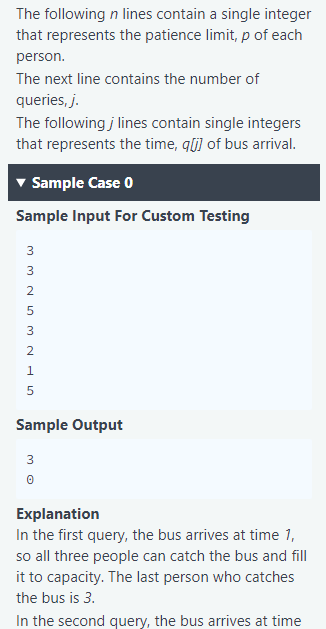 The following n lines contain a single integer
that represents the patience limit, p of each
person.
The next line contains the number of
queries, j.
The following j lines contain single integers
that represents the time, q[j] of bus arrival.
▼ Sample Case 0
Sample Input For Custom Testing
3
3
2
5
3
2
1
5
Sample Output
3
0
Explanation
In the first query, the bus arrives at time 1,
so all three people can catch the bus and fill
it to capacity. The last person who catches
the bus is 3.
In the second query, the bus arrives at time